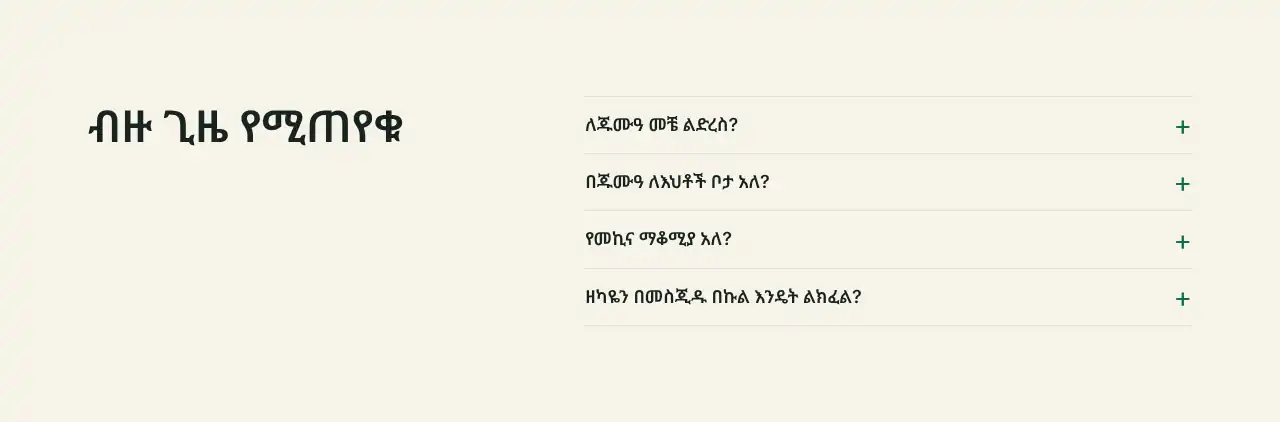 ብዙ ጊዜ የሚጠየቁ
ለጁሙዓ መቼ ልድረስ?
በጁሙዓ ለእህቶች ቦታ አለ?
የመኪና ማቆሚያ አለ?
ዘካዬን በመስጂዱ በኩል እንዴት ልክፈል?